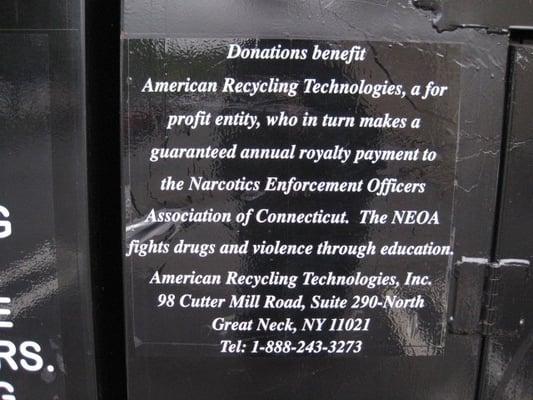 Donations benefit
American Recycling Technologies, a for
profit entity, who in turn makes a
guaranteed annual royalty payment to
the Narcotics Enforcement Officers
Association of Connecticut. The NEOA
fights drugs and violence through education.
American Recycling Technologies, Inc.
98 Cutter Mill Road, Suite 290-North
Great Neck, NY 11021
Tel: 1-888-243-3273
G
E
RS.
G